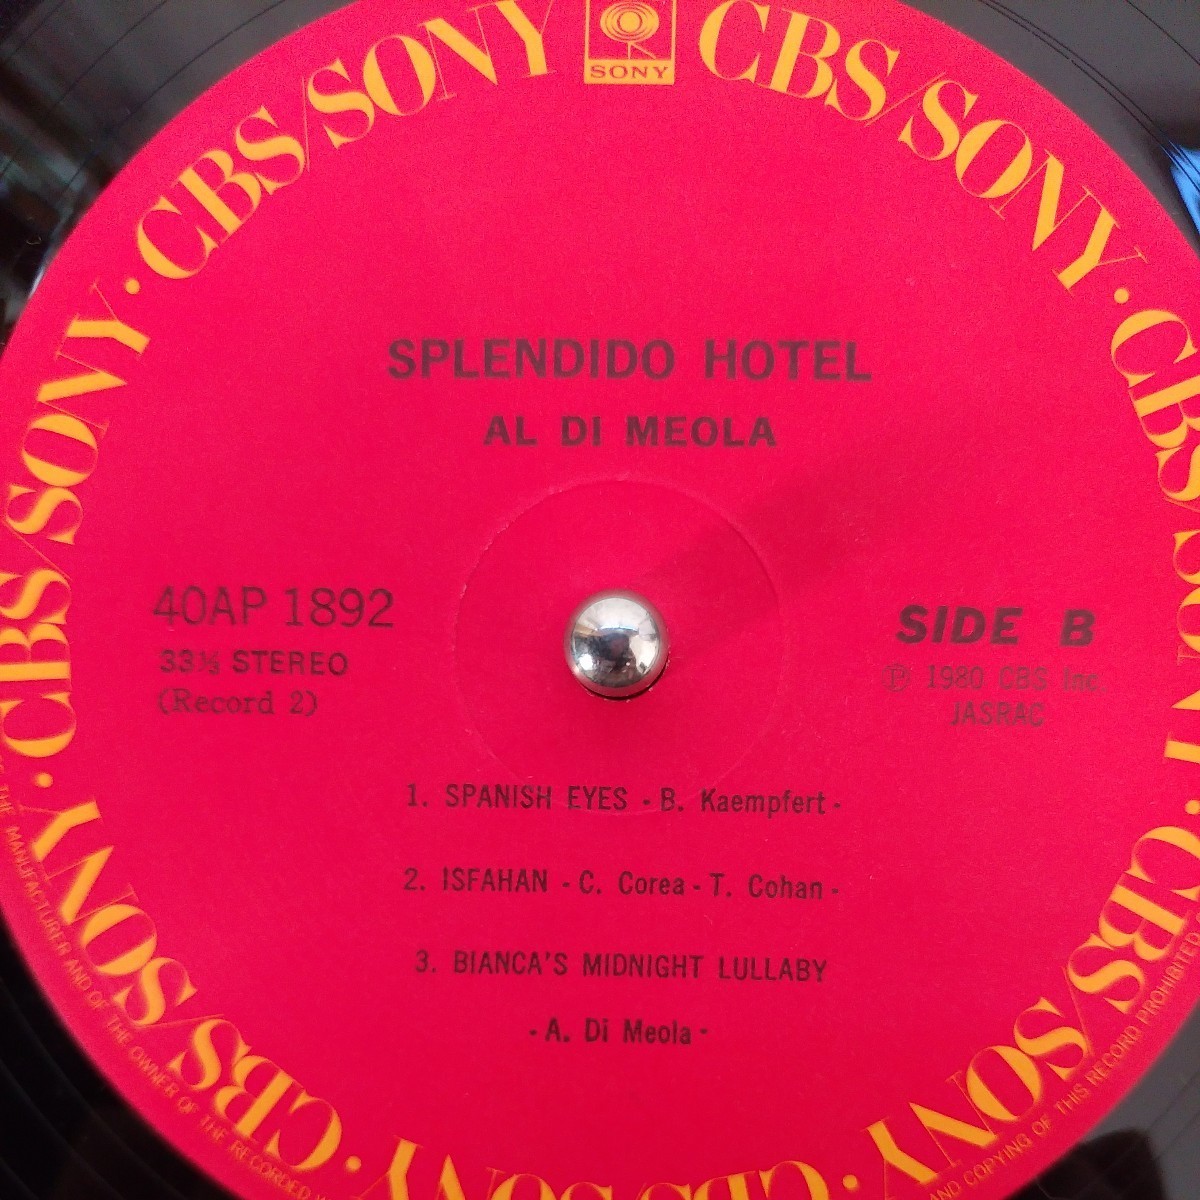 CBS/SONY · CBS/SONY · CBS/SONY · CBS/SONY · CBS/SONY · CBS/SONY · CBS/SONY · CBS/SONY
SONY
SPLENDIDO HOTEL
AL DI MEOLA
40AP 1892
33⅓ STEREO
(Record 2)
SIDE B
Ⓟ 1980 CBS Inc.
JASRAC
1. SPANISH EYES - B. Kaempfert -
2. ISFAHAN - C. Corea - T. Cohan -
3. BIANCA'S MIDNIGHT LULLABY
- A. Di Meola -
THE MANUFACTURER AND OF THE OWNER OF THE RECORDED
AND COPYING OF THIS RECORD PROHIBITED